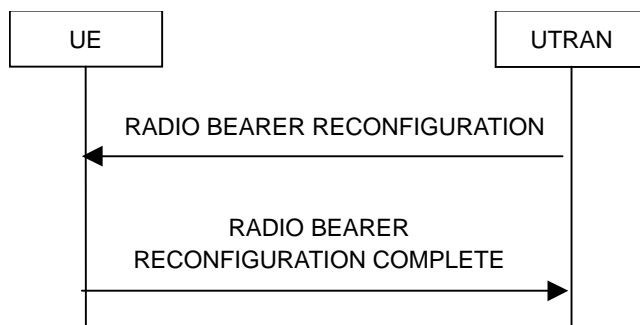 UE
UTRAN
RADIO BEARER RECONFIGURATION
RADIO BEARER
RECONFIGURATION COMPLETE